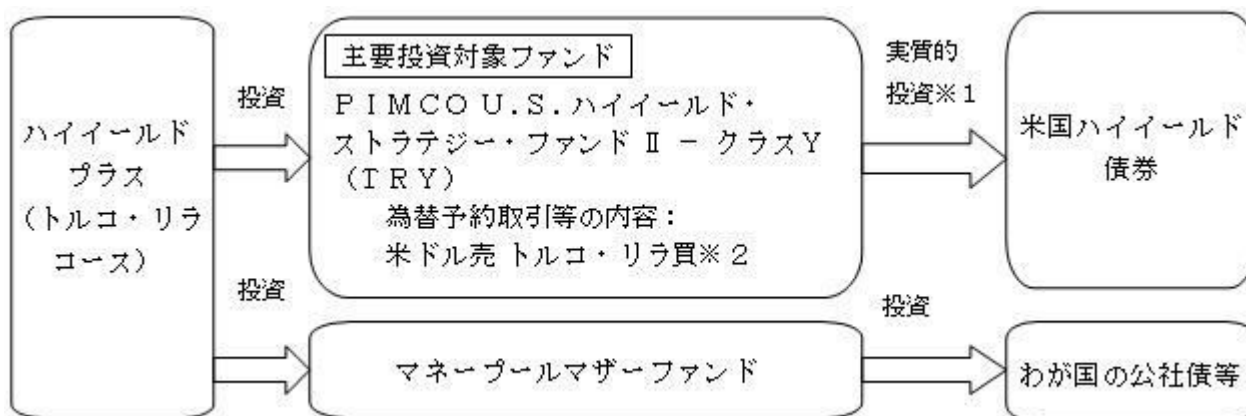 ハイイールド
プラス
(トルコ・リラ
コース)
投資
主要投資対象ファンド
ＰＩＭＣＯ Ｕ.Ｓ.ハイイールド・
ストラテジー・ファンド Ⅱ － クラスＹ
(ＴＲＹ)
為替予約取引等の内容：
米ドル売 トルコ・リラ買※２
実質的
投資※１
米国ハイイールド
債券
投資
マネープールマザーファンド
投資
わが国の公社債等